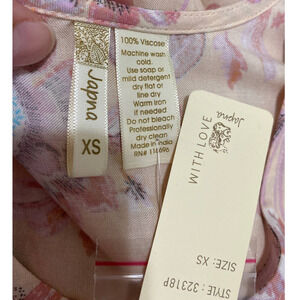 Japna
XS
100% Viscose
Machine wash
cold.
Use soap or
mild detergent
dry flat or
line dry
Warm Iron
if needed
Do not bleach
Professionally
dry clean
Made in India
RN# 114696
WITH LOVE
Japna
STYLE: 32318P
SIZE: XS